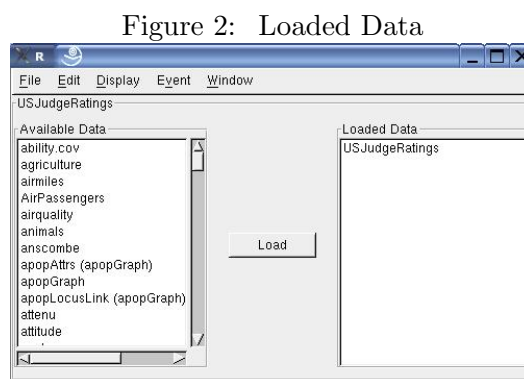 Figure 2: Loaded Data
R
File Edit Display Event Window
USJudgeRatings
Available Data
ability.cov
agriculture
airmiles
AirPassengers
airquality
animals
anscombe
apopAttrs (apopGraph)
apopGraph
apopLocusLink (apopGraph)
attenu
attitude
Load
Loaded Data
USJudgeRatings